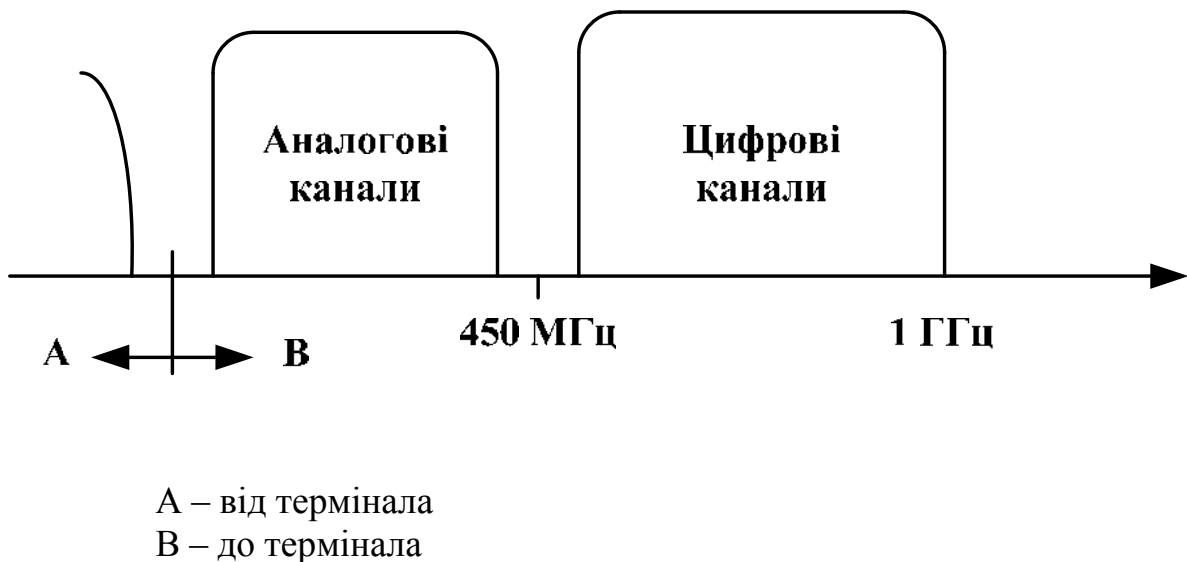 Аналогові
канали
Цифрові
канали
450 МГц
1 ГГц
А
В
А – від термінала
В – до термінала